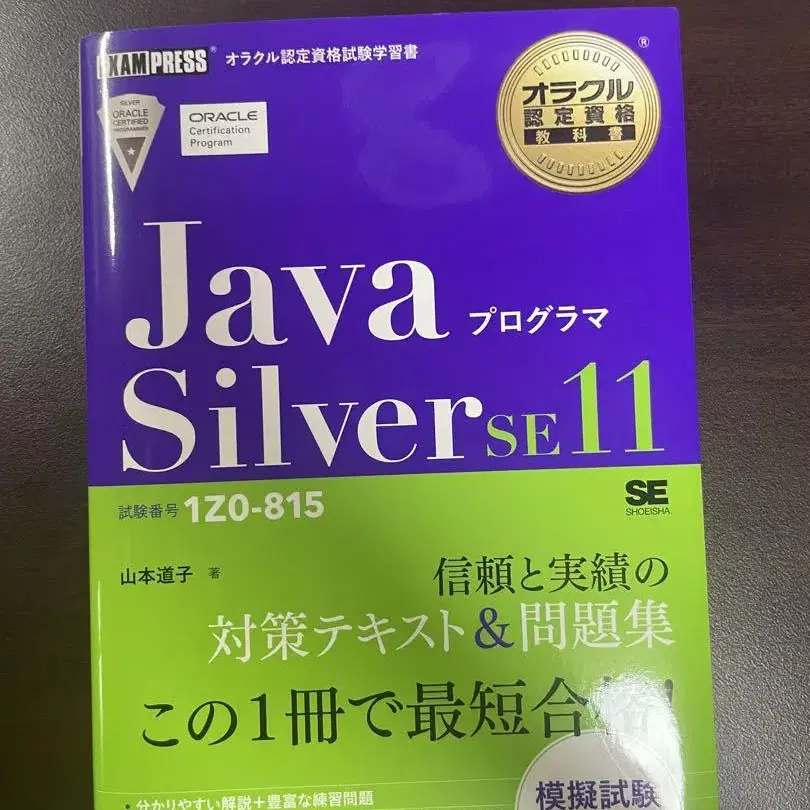 EXAMPRESS® オラクル認定資格試験学習書
SILVER
ORACLE
CERTIFIED
PROGRAMMER
ORACLE
Certification
Program
オラクル
認定資格
教科書
®
Java プログラマ
Silver SE 11
試験番号 1Z0-815
SE
SHOEISHA
山本道子 著
信頼と実績の
対策テキスト&問題集
この1冊で最短合格!
・分かりやすい解説+豊富な練習問題
模擬試験